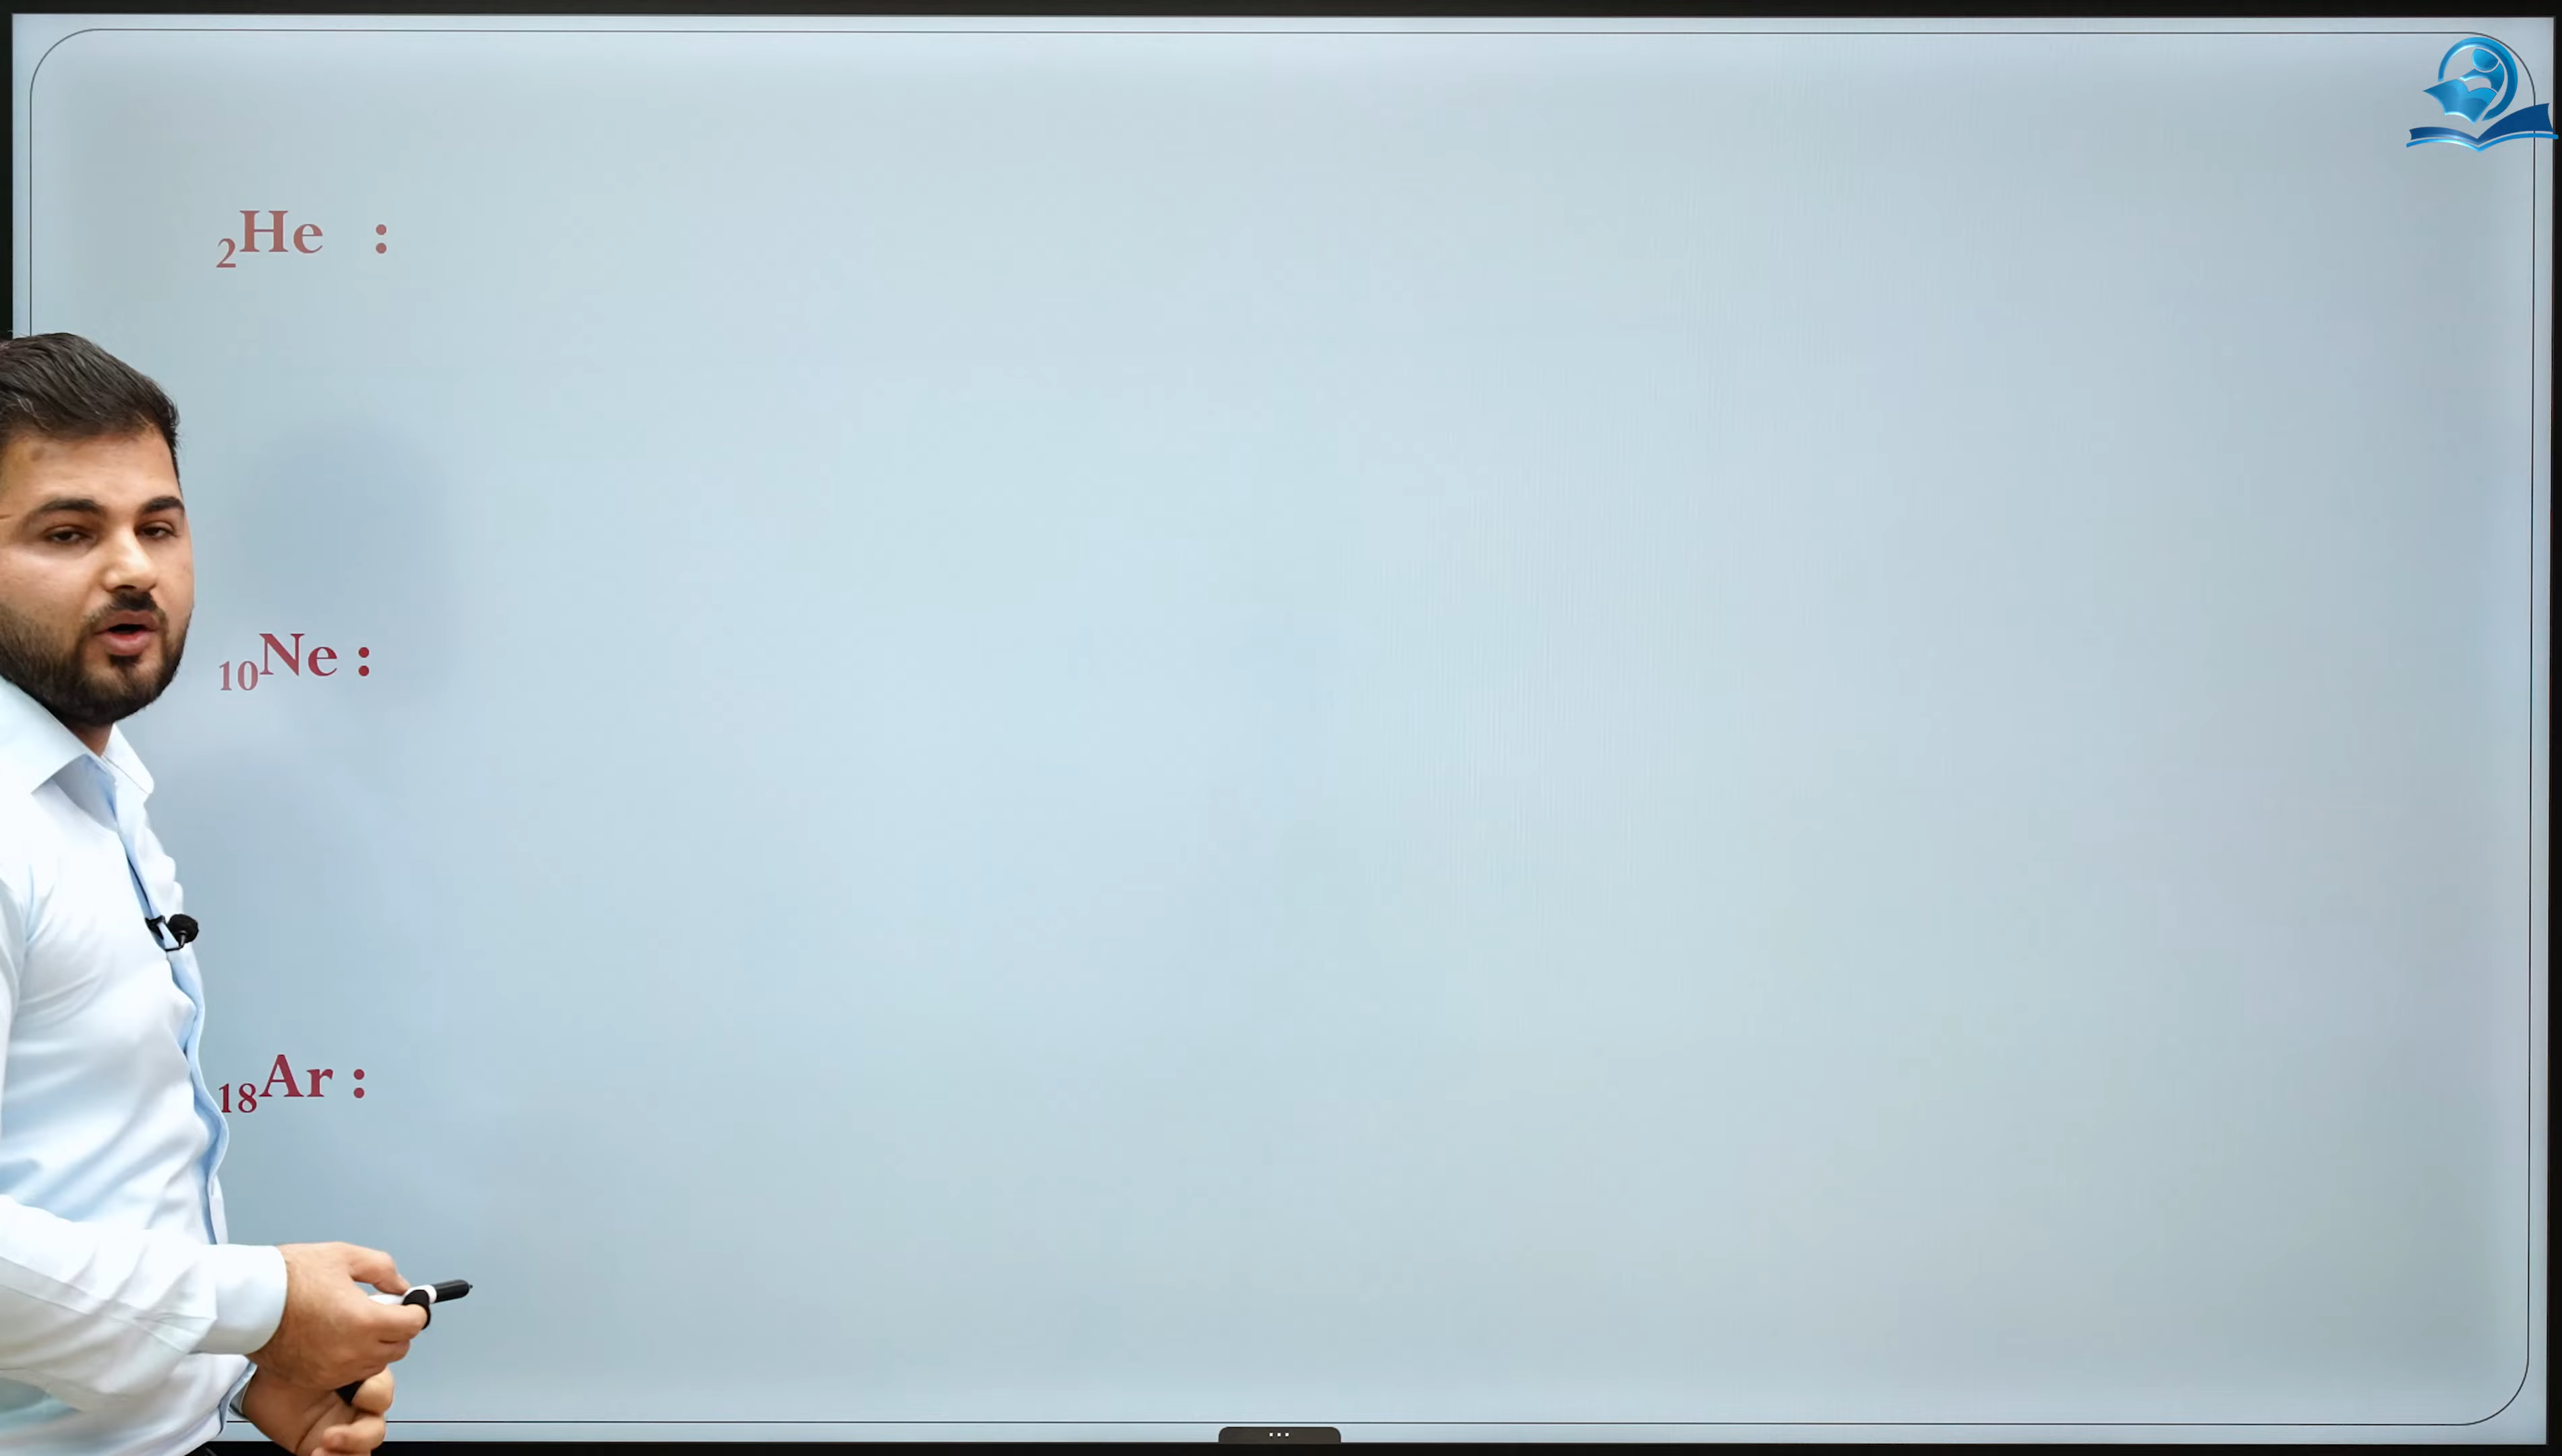 ₂He :
₁₀Ne :
₁₈Ar :